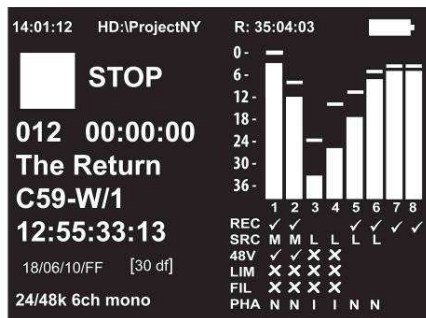 14:01:12 HD:\ProjectNY R: 35:04:03
STOP
012 00:00:00
The Return
C59-W/1
12:55:33:13
18/06/10/FF [30 df]
24/48k 6ch mono
0 -
6 -
12 -
18 -
24 -
30 -
36 -
1 2 3 4 5 6 7 8
REC ✓ ✓ ✓ ✓ ✓ ✓
SRC M M L L L L
48V ✓ ✓ X X
LIM X X X X
FIL X X X X
PHA N N I I N N